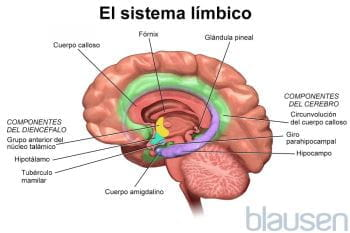 El sistema límbico
Fórnix
Glándula pineal
Cuerpo calloso
COMPONENTES
DEL CEREBRO
Circunvolución
del cuerpo calloso
Giro
parahipocampal
Hipocampo
COMPONENTES
DEL DIENCÉFALO
Grupo anterior del
núcleo talámico
Hipotálamo
Tubérculo
mamilar
Cuerpo amigdalino
blausen